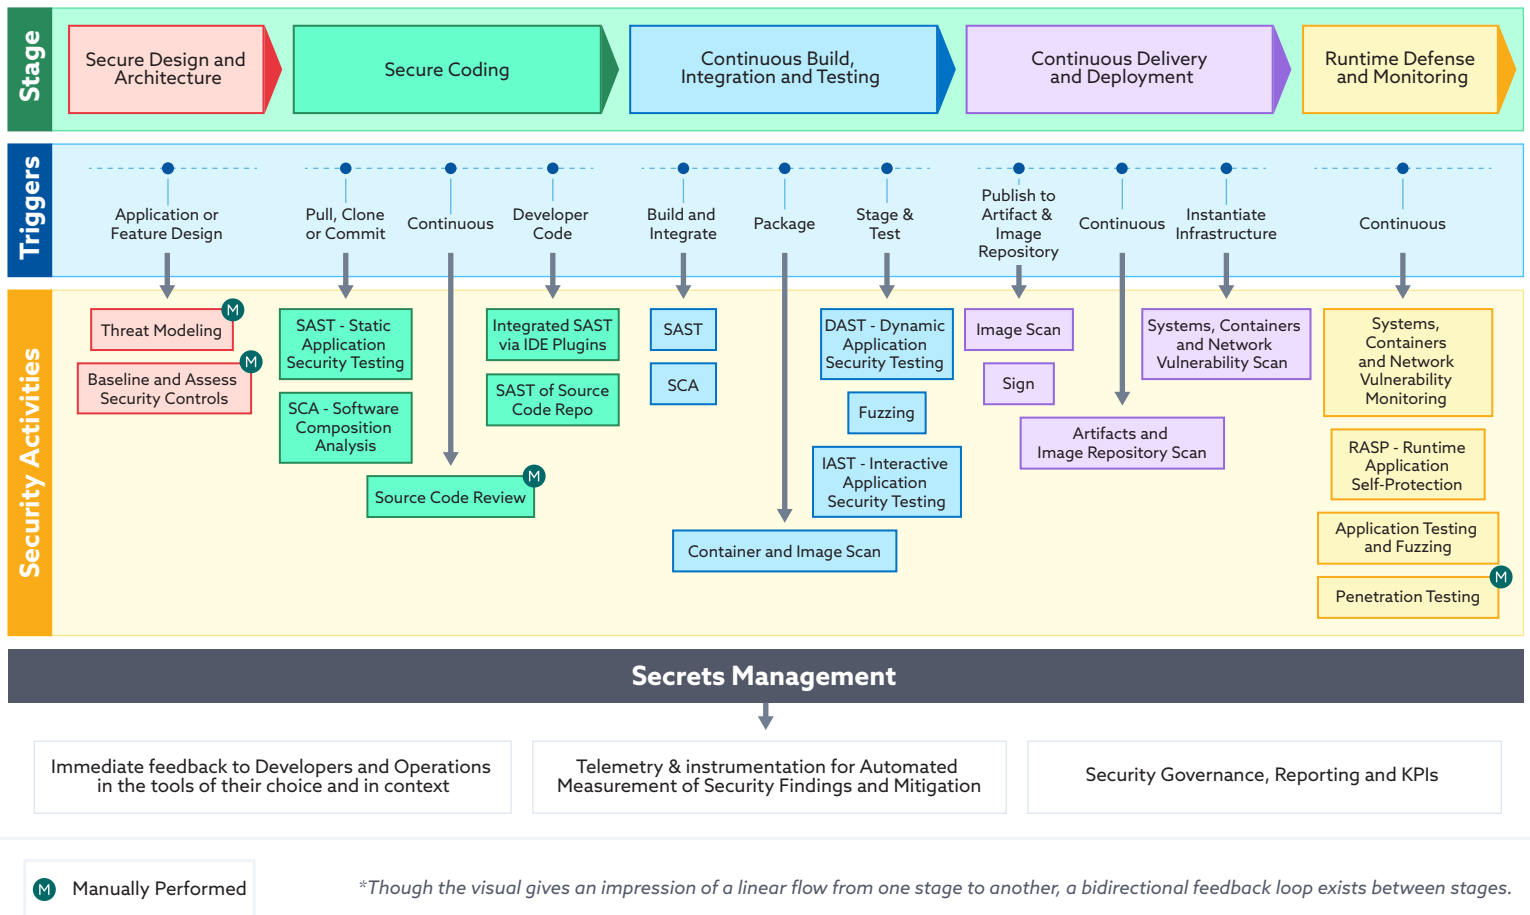 Stage
Secure Design and
Architecture
Secure Coding
Continuous Build,
Integration and Testing
Continuous Delivery
and Deployment
Runtime Defense
and Monitoring
Triggers
Application or
Feature Design
Pull, Clone
or Commit
Continuous
Developer
Code
Build and
Integrate
Package
Stage &
Test
Publish to
Artifact &
Image
Repository
Continuous
Instantiate
Infrastructure
Continuous
Security Activities
M
Threat Modeling
M
Baseline and Assess
Security Controls
SAST - Static
Application
Security Testing
SCA - Software
Composition
Analysis
M
Source Code Review
Integrated SAST
via IDE Plugins
SAST of Source
Code Repo
SAST
SCA
Container and Image Scan
DAST - Dynamic
Application
Security Testing
Fuzzing
IAST - Interactive
Application
Security Testing
Image Scan
Sign
Artifacts and
Image Repository Scan
Systems, Containers
and Network
Vulnerability Scan
Systems,
Containers
and Network
Vulnerability
Monitoring
RASP - Runtime
Application
Self-Protection
Application Testing
and Fuzzing
M
Penetration Testing
Secrets Management
Immediate feedback to Developers and Operations
in the tools of their choice and in context
Telemetry & instrumentation for Automated
Measurement of Security Findings and Mitigation
Security Governance, Reporting and KPIs
M Manually Performed
*Though the visual gives an impression of a linear flow from one stage to another, a bidirectional feedback loop exists between stages.